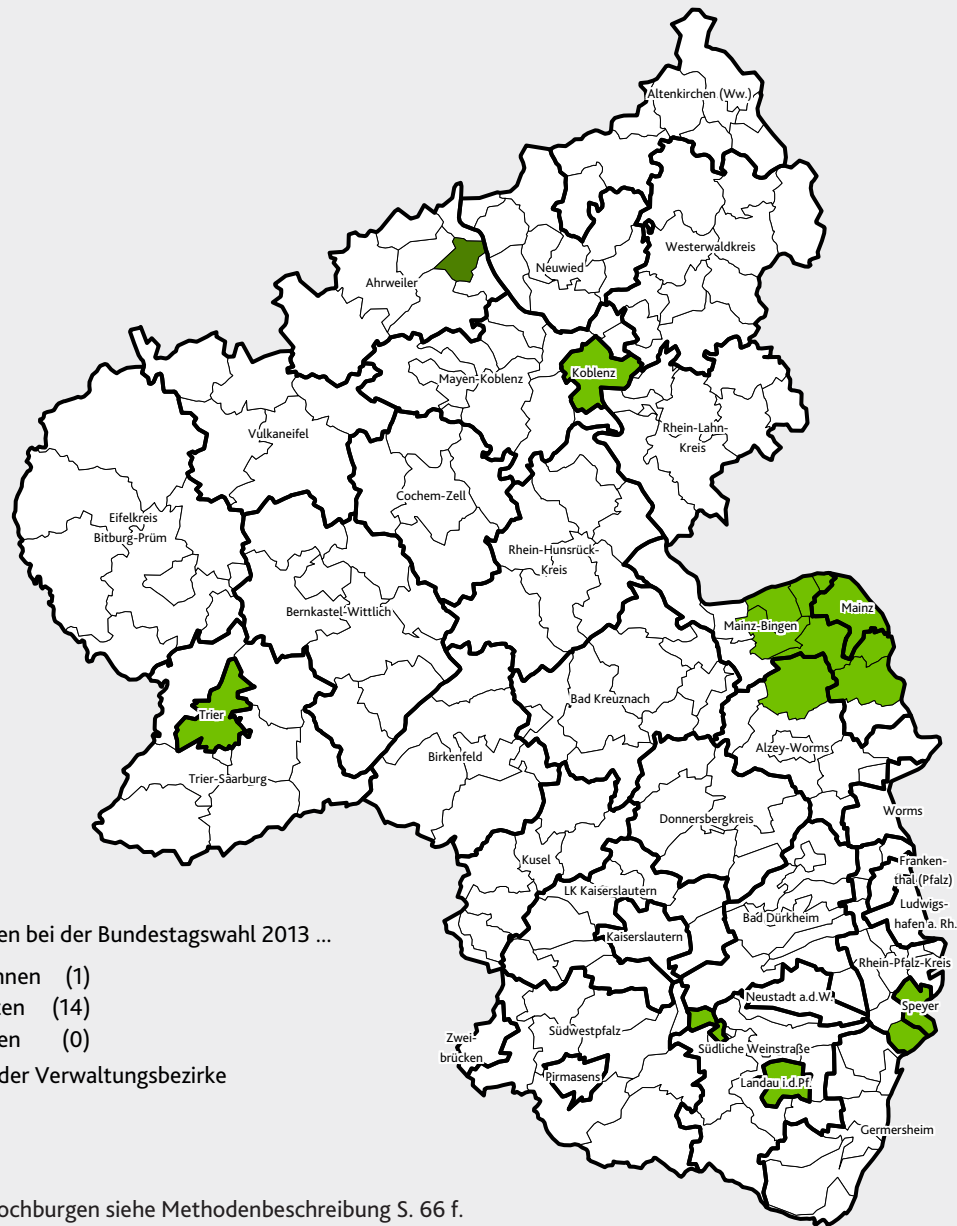 Altenkirchen (Ww.)
Westerwaldkreis
Neuwied
Ahrweiler
Koblenz
Mayen-Koblenz
Rhein-Lahn-
Kreis
Vulkaneifel
Cochem-Zell
Eifelkreis
Bitburg-Prüm
Rhein-Hunsrück-
Kreis
Bernkastel-Wittlich
Mainz
Mainz-Bingen
Bad Kreuznach
Trier
Alzey-Worms
Birkenfeld
Trier-Saarburg
Worms
Donnersbergkreis
Kusel
Franken-
thal (Pfalz)
LK Kaiserslautern
Ludwigs-
hafen a. Rh.
Bad Dürkheim
Kaiserslautern
Rhein-Pfalz-Kreis
Neustadt a.d.W.
Speyer
Südwestpfalz
Zwei-
brücken
Südliche Weinstraße
Pirmasens
Landau i.d.Pf.
Germersheim
en bei der Bundestagswahl 2013 ...
nnen (1)
ten (14)
en (0)
der Verwaltungsbezirke
ochburgen siehe Methodenbeschreibung S. 66 f.